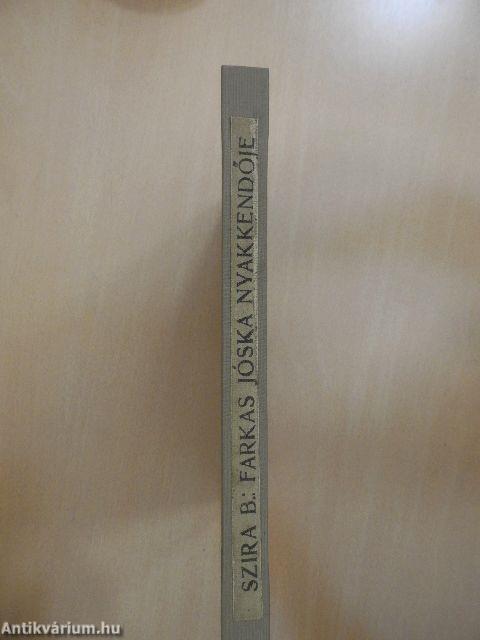 SZIRA B.: FARKAS JÓSKA NYAKKENDŐJE
Antikvárium.hu